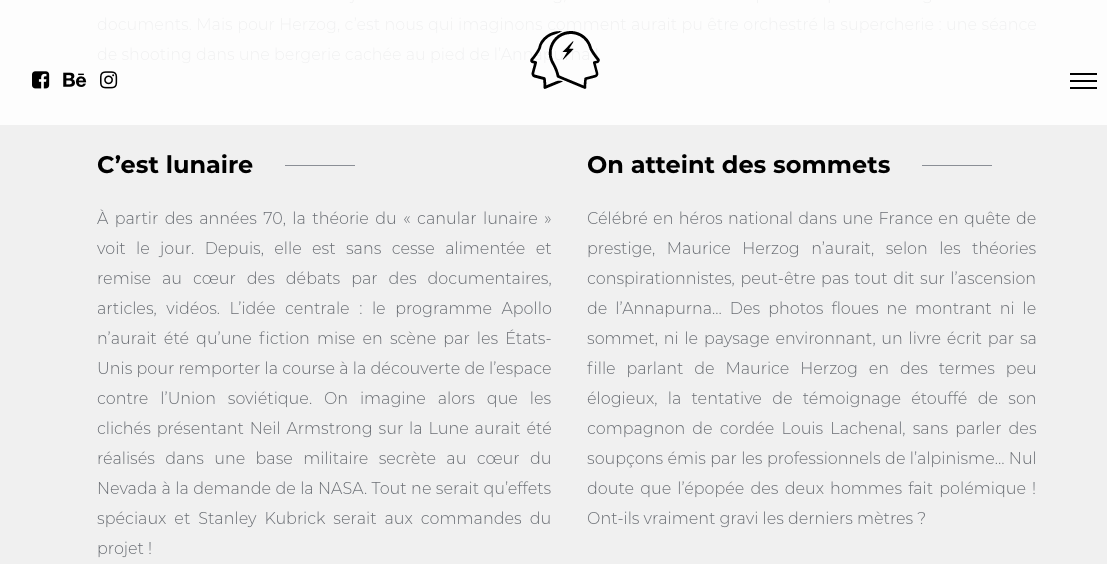 documents. Mais pour Herzog, c'est nous qui imaginons comment aurait pu être orchestré la supercherie : une séance
de shooting dans une bergerie cachée au pied de l'Annapurna.
Bē
C'est lunaire
À partir des années 70, la théorie du « canular lunaire »
voit le jour. Depuis, elle est sans cesse alimentée et
remise au cœur des débats par des documentaires,
articles, vidéos. L'idée centrale : le programme Apollo
n'aurait été qu'une fiction mise en scène par les États-
Unis pour remporter la course à la découverte de l'espace
contre l'Union soviétique. On imagine alors que les
clichés présentant Neil Armstrong sur la Lune aurait été
réalisés dans une base militaire secrète au cœur du
Nevada à la demande de la NASA. Tout ne serait qu'effets
spéciaux et Stanley Kubrick serait aux commandes du
projet !
On atteint des sommets
Célébré en héros national dans une France en quête de
prestige, Maurice Herzog n'aurait, selon les théories
conspirationnistes, peut-être pas tout dit sur l'ascension
de l'Annapurna... Des photos floues ne montrant ni le
sommet, ni le paysage environnant, un livre écrit par sa
fille parlant de Maurice Herzog en des termes peu
élogieux, la tentative de témoignage étouffé de son
compagnon de cordée Louis Lachenal, sans parler des
soupçons émis par les professionnels de l'alpinisme... Nul
doute que l'épopée des deux hommes fait polémique !
Ont-ils vraiment gravi les derniers mètres ?